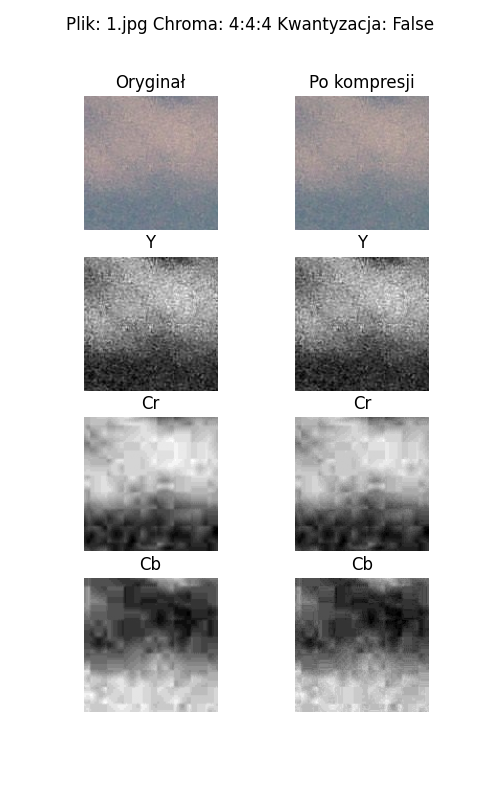 Plik: 1.jpg Chroma: 4:4:4 Kwantyzacja: False
Oryginał Po kompresji
Y Y
Cr Cr
Cb Cb